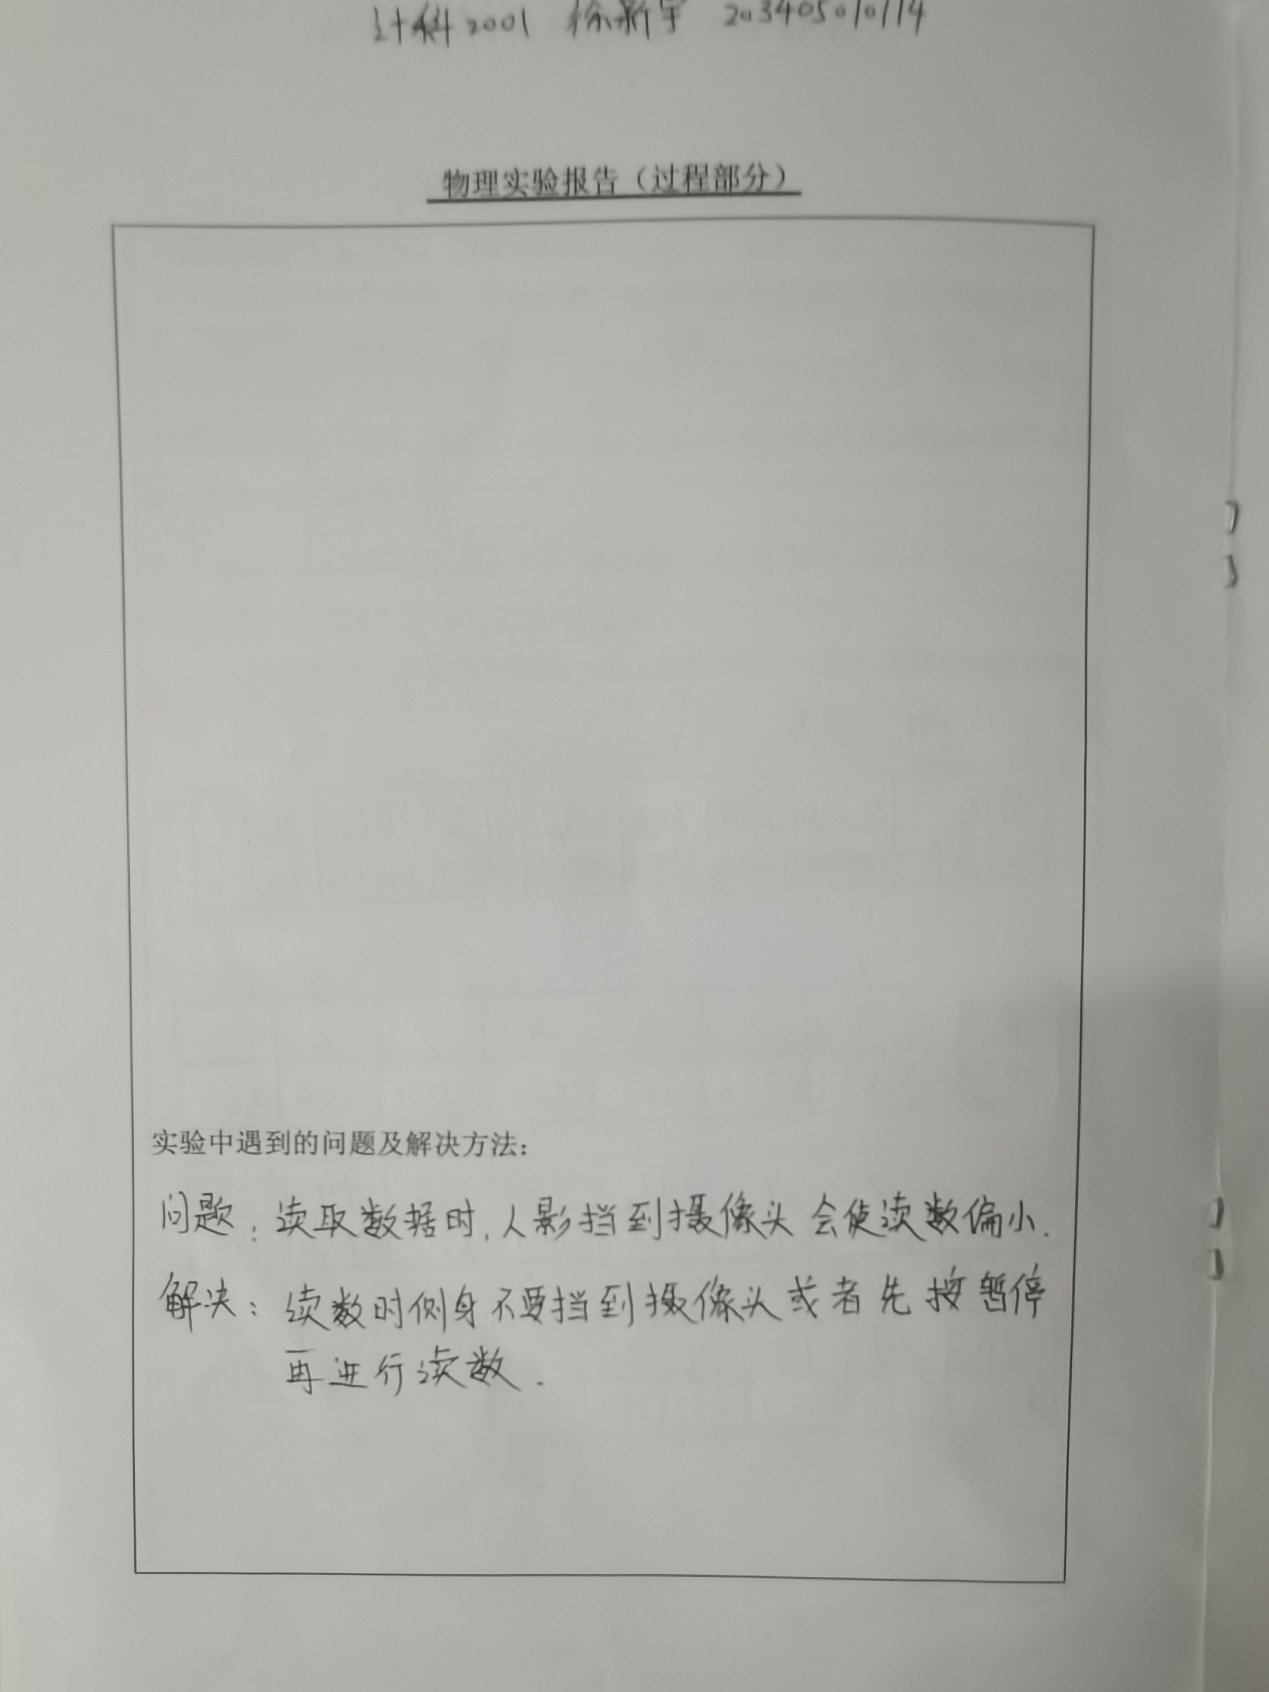 计科2001 徐新宇 203405010114
物理实验报告（过程部分）
实验中遇到的问题及解决方法：
问题：读取数据时,人影挡到摄像头会使读数偏小.
解决：读数时侧身不要挡到摄像头或者先按暂停
再进行读数.